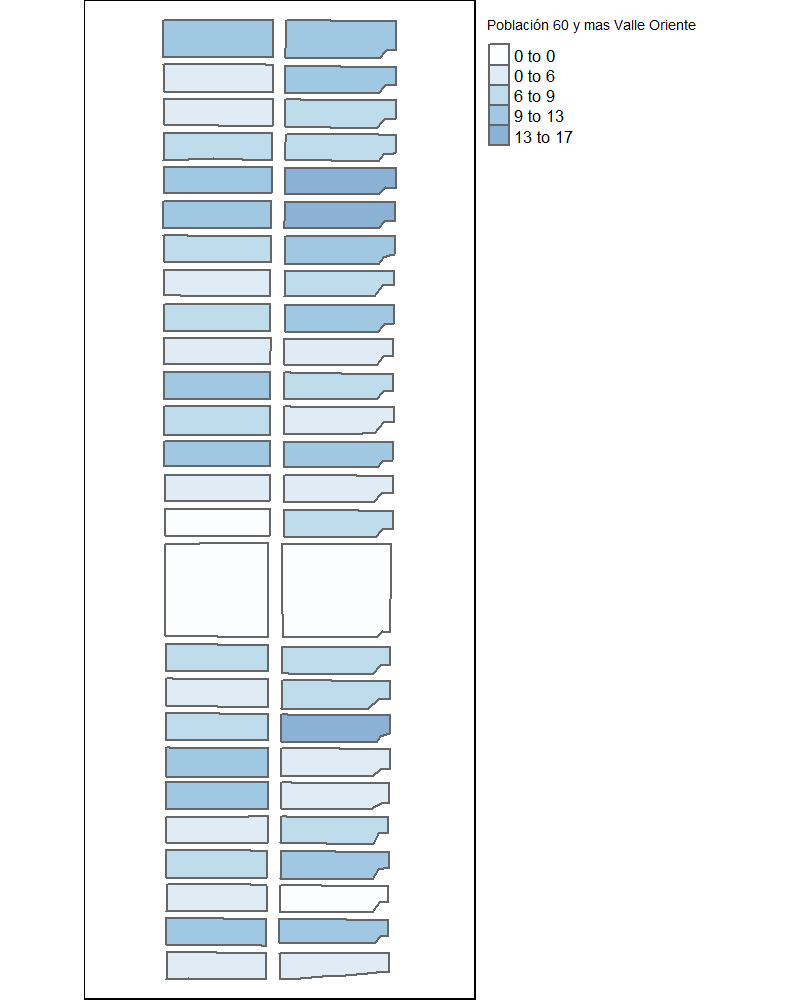 Población 60 y mas Valle Oriente
0 to 0
0 to 6
6 to 9
9 to 13
13 to 17